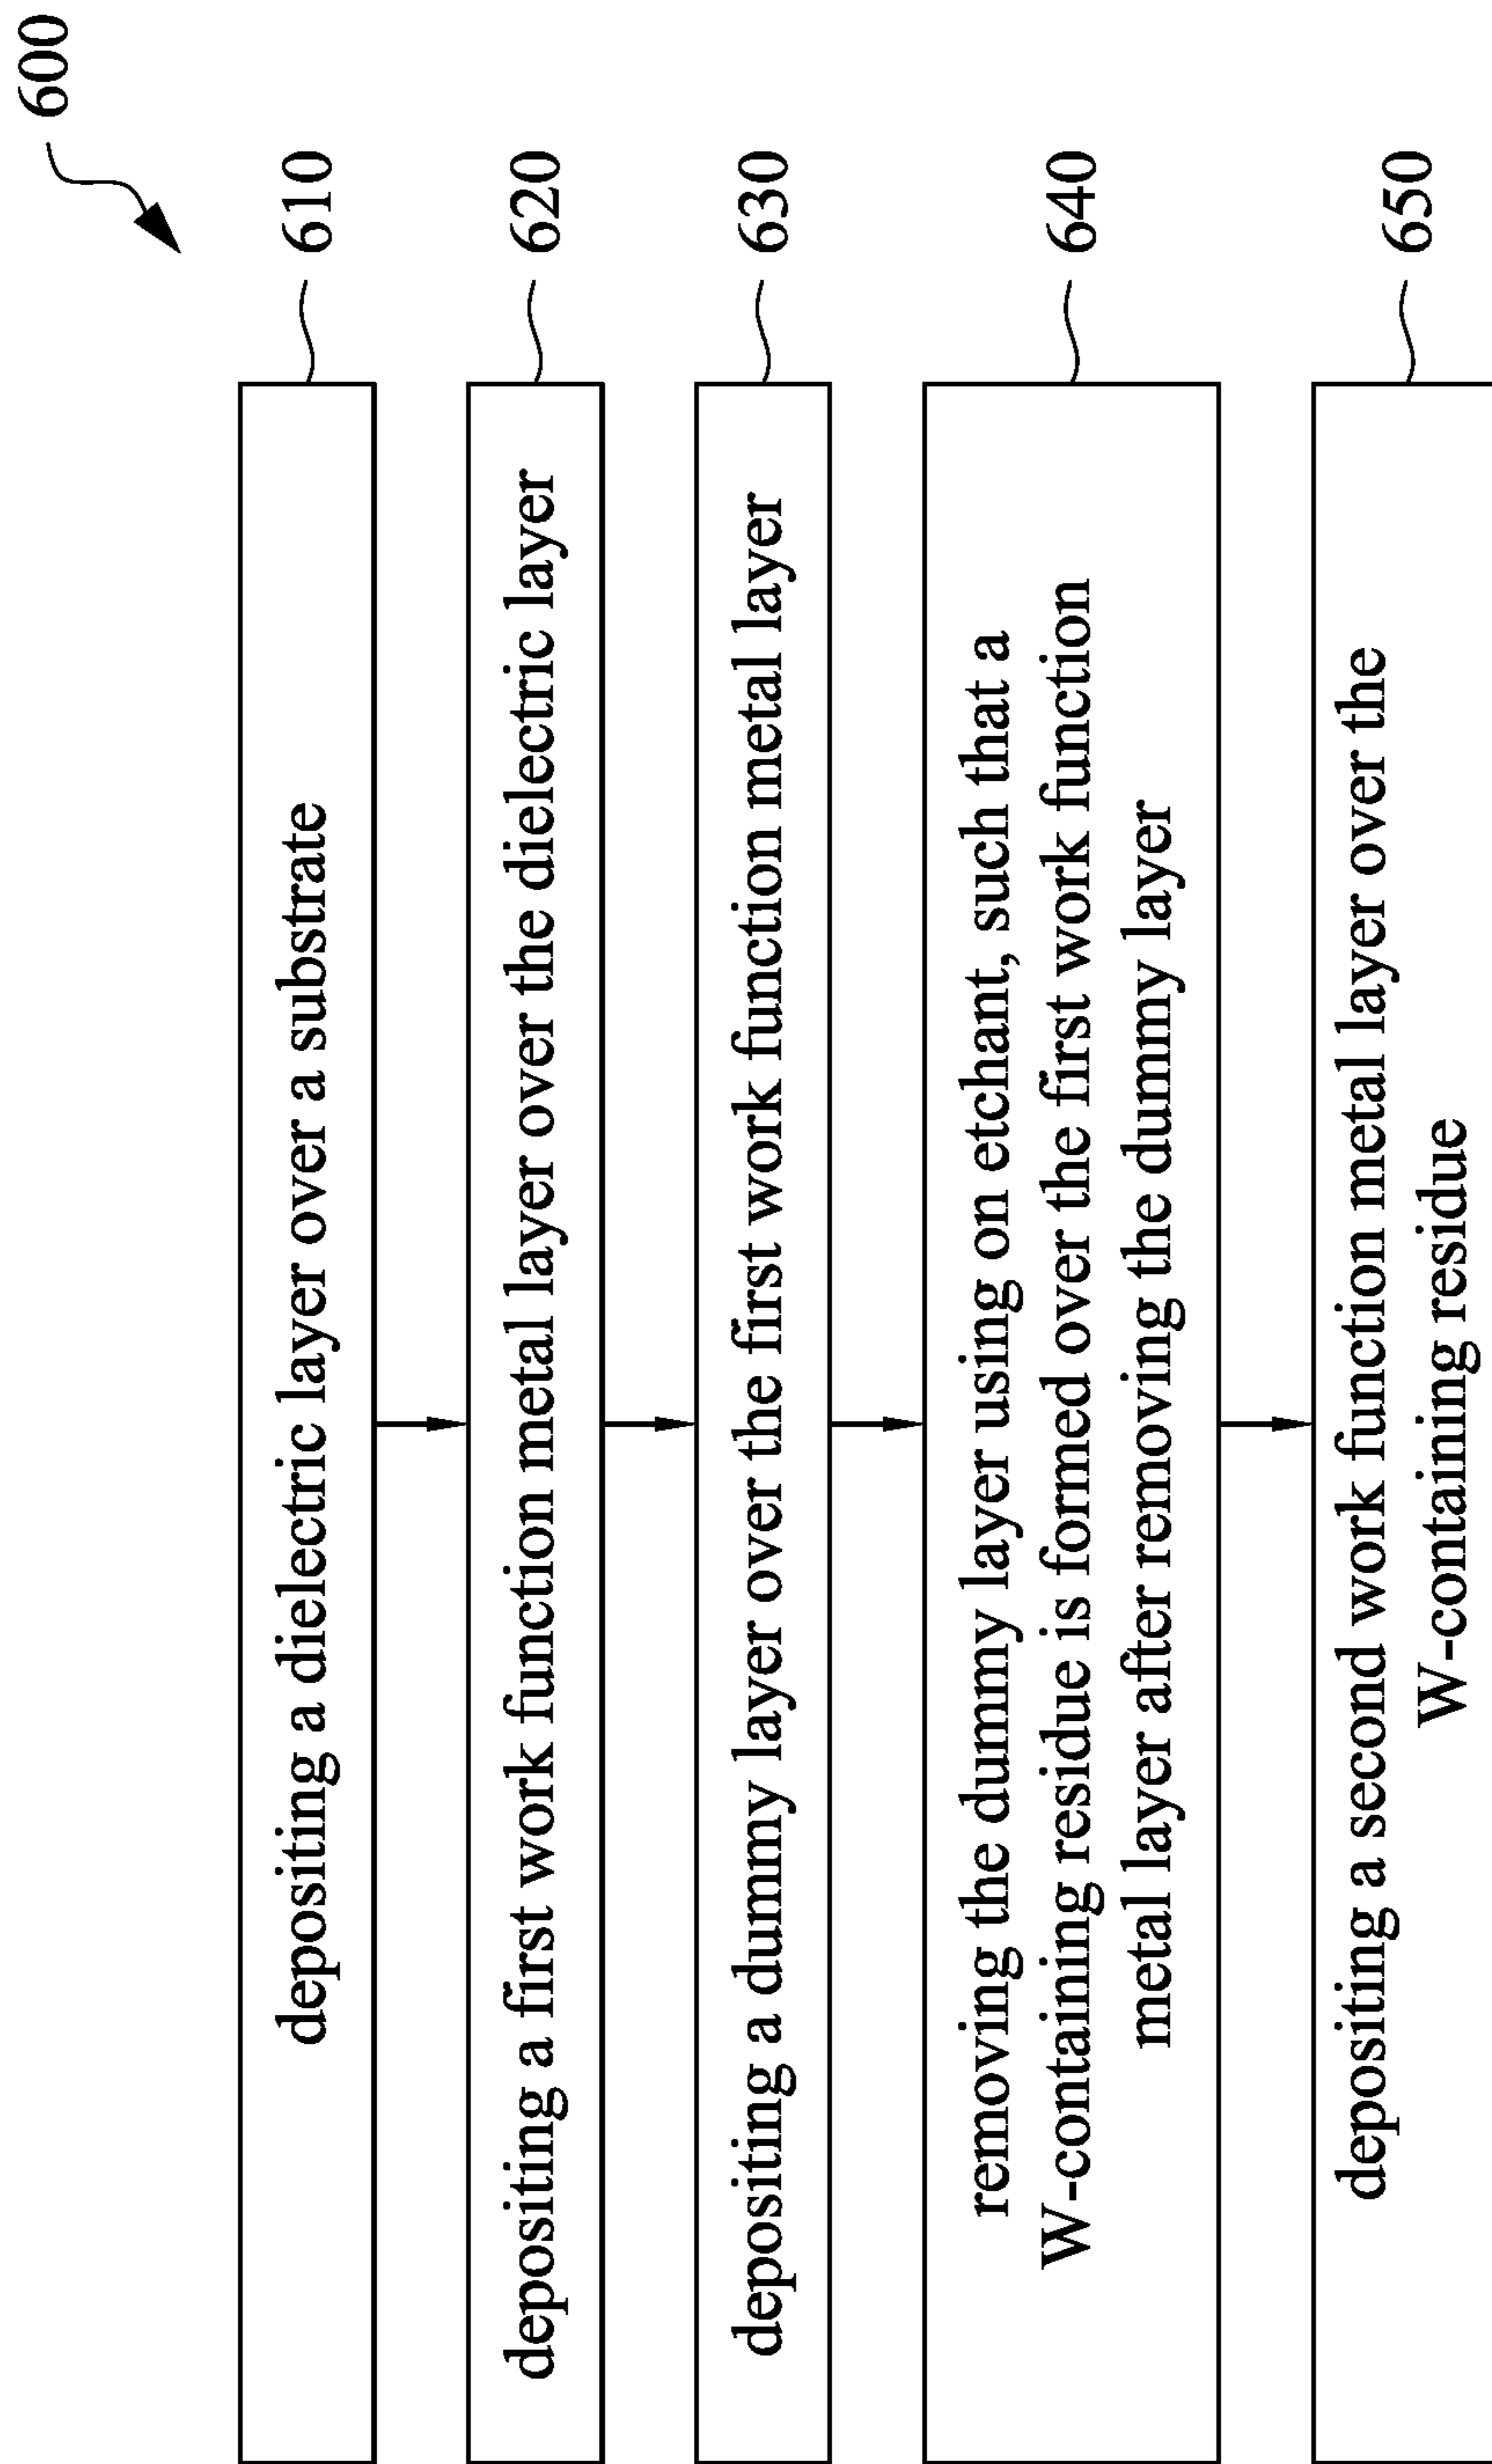 600
depositing a dielectric layer over a substrate
610
depositing a first work function metal layer over the dielectric layer
620
depositing a dummy layer over the first work function metal layer
630
removing the dummy layer using on etchant, such that a
W-containing residue is formed over the first work function
metal layer after removing the dummy layer
640
depositing a second work function metal layer over the
W-containing residue
650